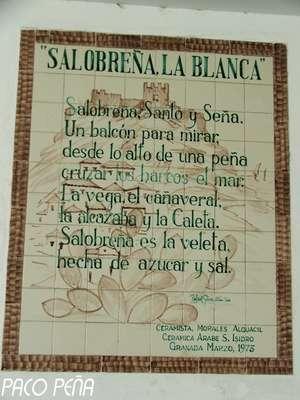 "SALOBREÑA, LA BLANCA"
Salobreña, Santo y Seña.
Un balcón para mirar,
desde lo alto de una peña
cruzar los barcos el mar.
La vega, el cañaveral,
la alcazaba y la Caleta.
Salobreña es la veleta,
hecha de azucar y sal.
CERAMISTA, MORALES ALGUACIL
CERAMICA ARABE S. ISIDRO
GRANADA MARZO, 1975
PACO PEÑA